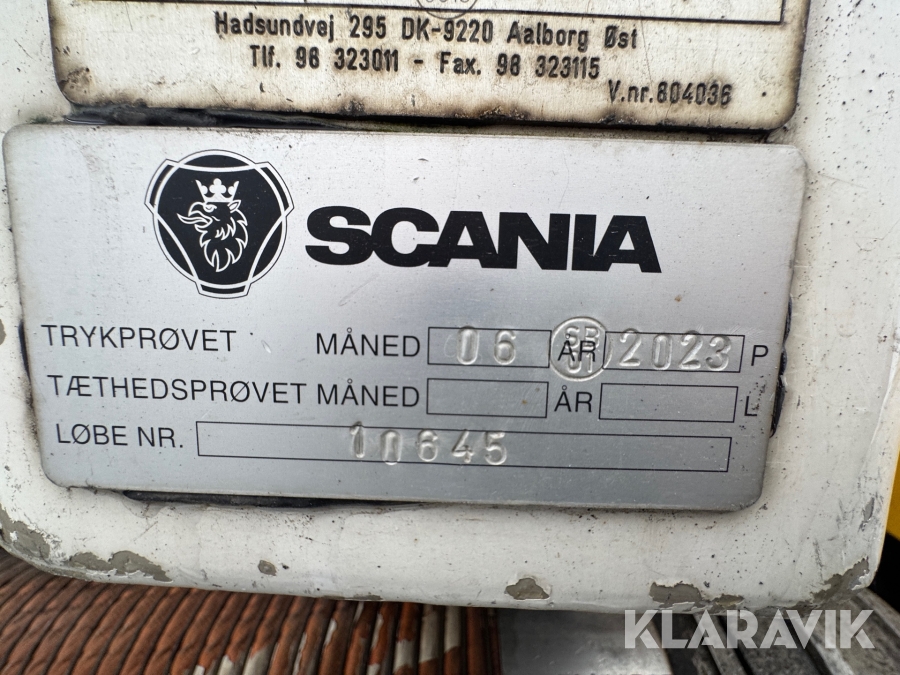 Hadsundvej 295 DK-9220 Aalborg Øst
Tlf. 98 323011 - Fax. 98 323115
V.nr.804036
SCANIA
TRYKPRØVET MÅNED 06 ÅR 2023 P
TÆTHEDSPRØVET MÅNED ÅR L
LØBE NR. 10645
KLARAVIK